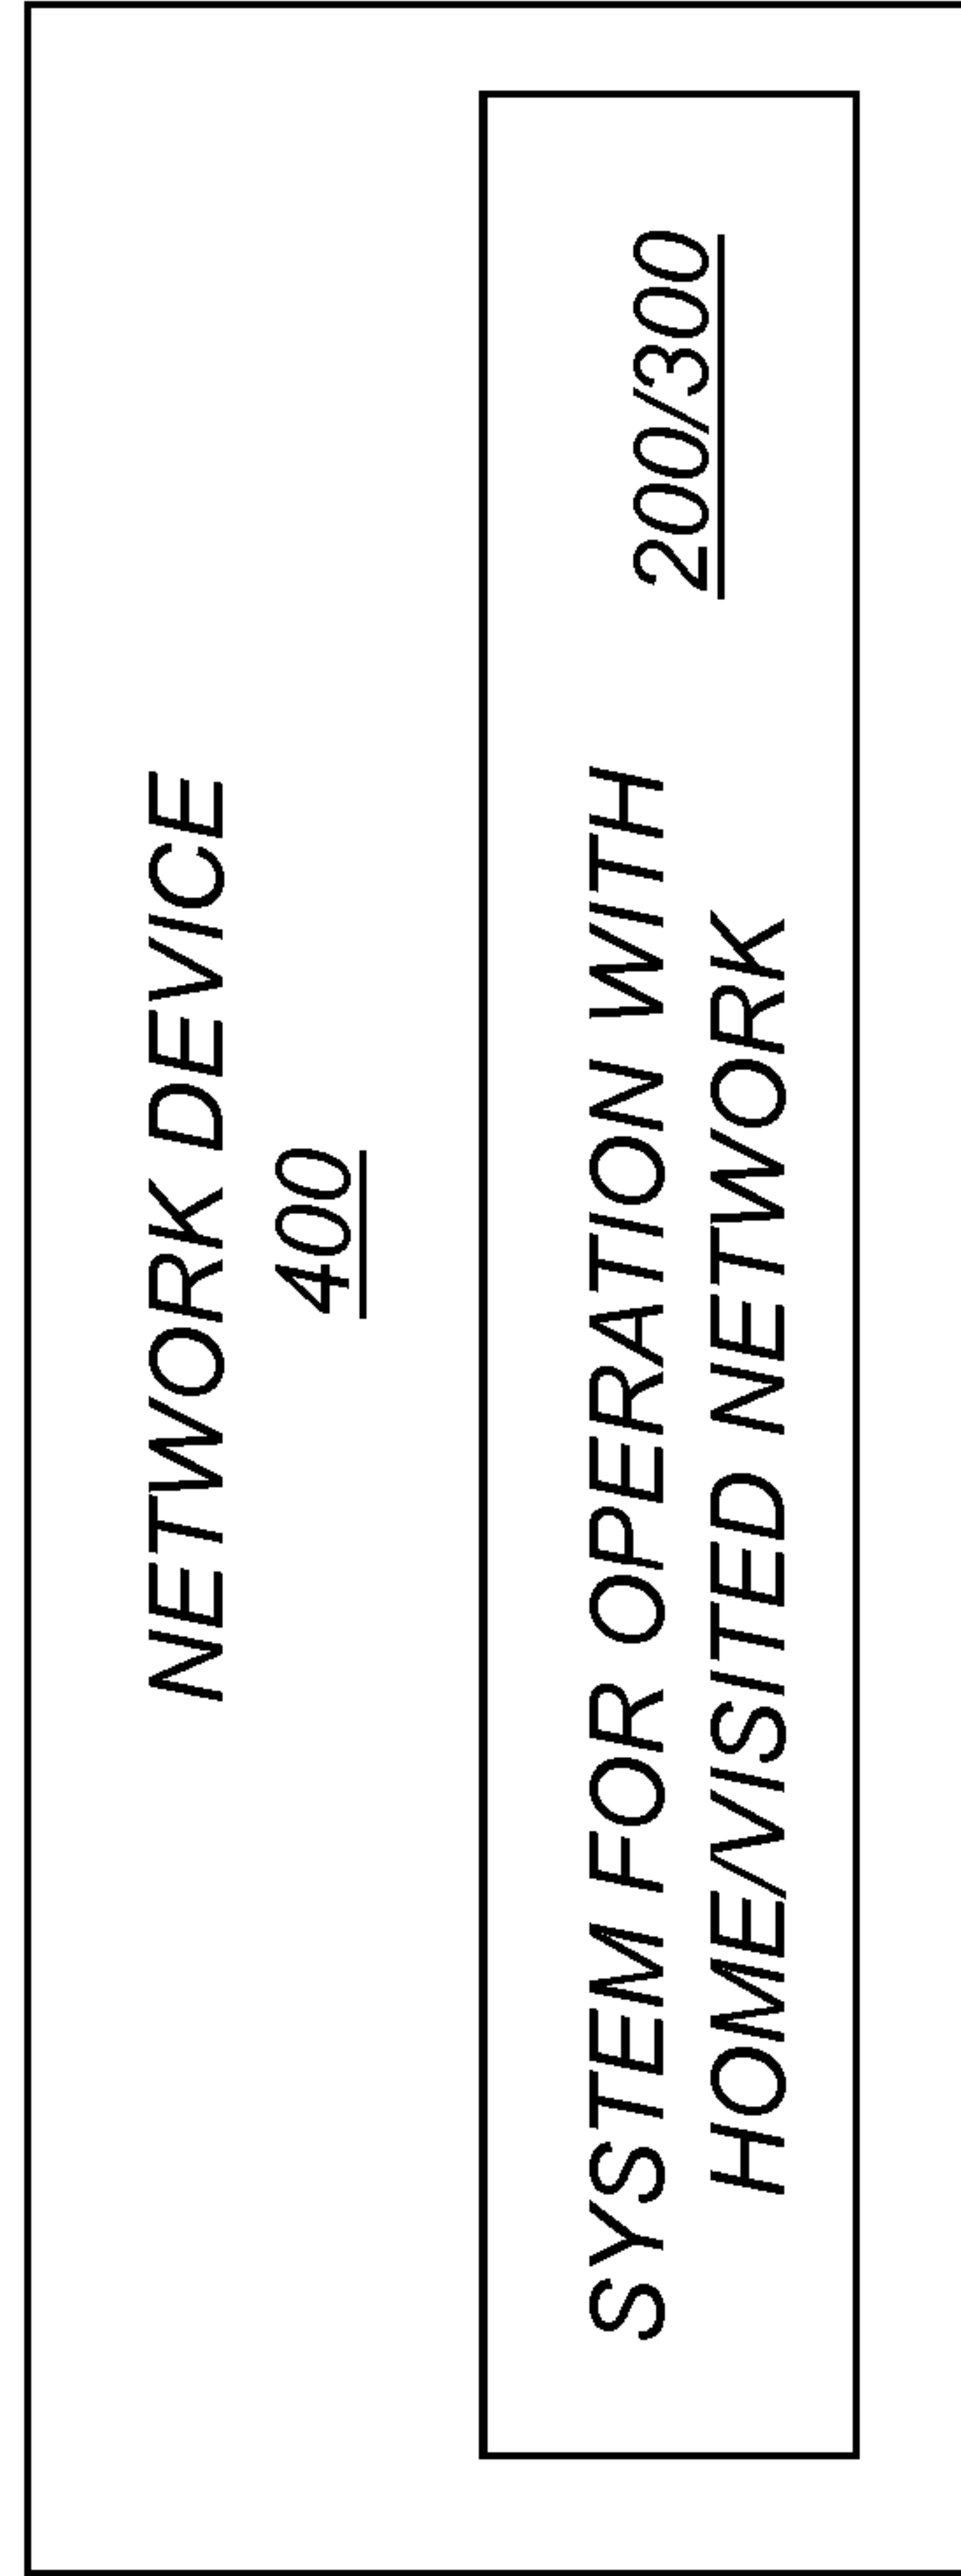 NETWORK DEVICE
400
SYSTEM FOR OPERATION WITH
HOME/VISITED NETWORK
200/300